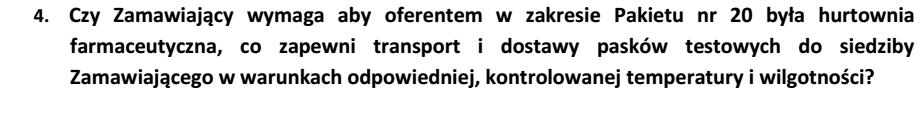 4. Czy Zamawiający wymaga aby oferentem w zakresie Pakietu nr 20 była hurtownia
farmaceutyczna, co zapewni transport i dostawy pasków testowych do siedziby
Zamawiającego w warunkach odpowiedniej, kontrolowanej temperatury i wilgotności?